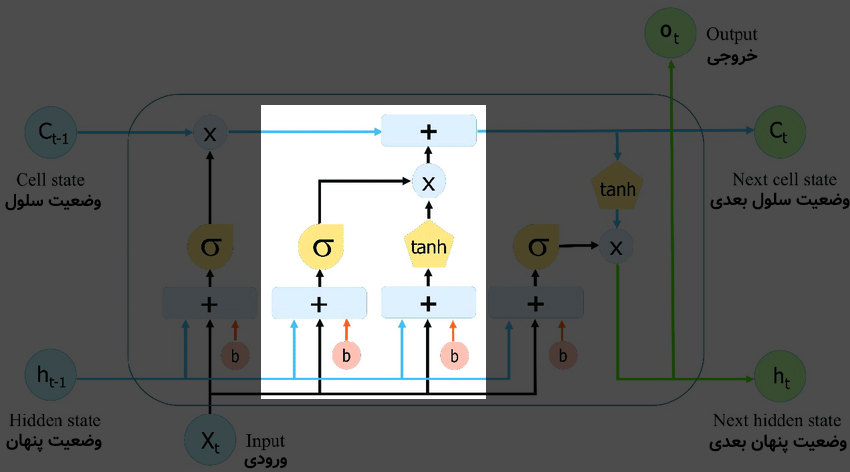 oₜ
Output
خروجی
Cₜ₋₁
x
+
Cₜ
Cell state
وضعیت سلول
x
tanh
Next cell state
وضعیت سلول بعدی
σ
σ
tanh
σ
x
+
+
+
+
b
b
b
b
hₜ₋₁
hₜ
Hidden state
وضعیت پنهان
Next hidden state
وضعیت پنهان بعدی
Xₜ
Input
ورودی